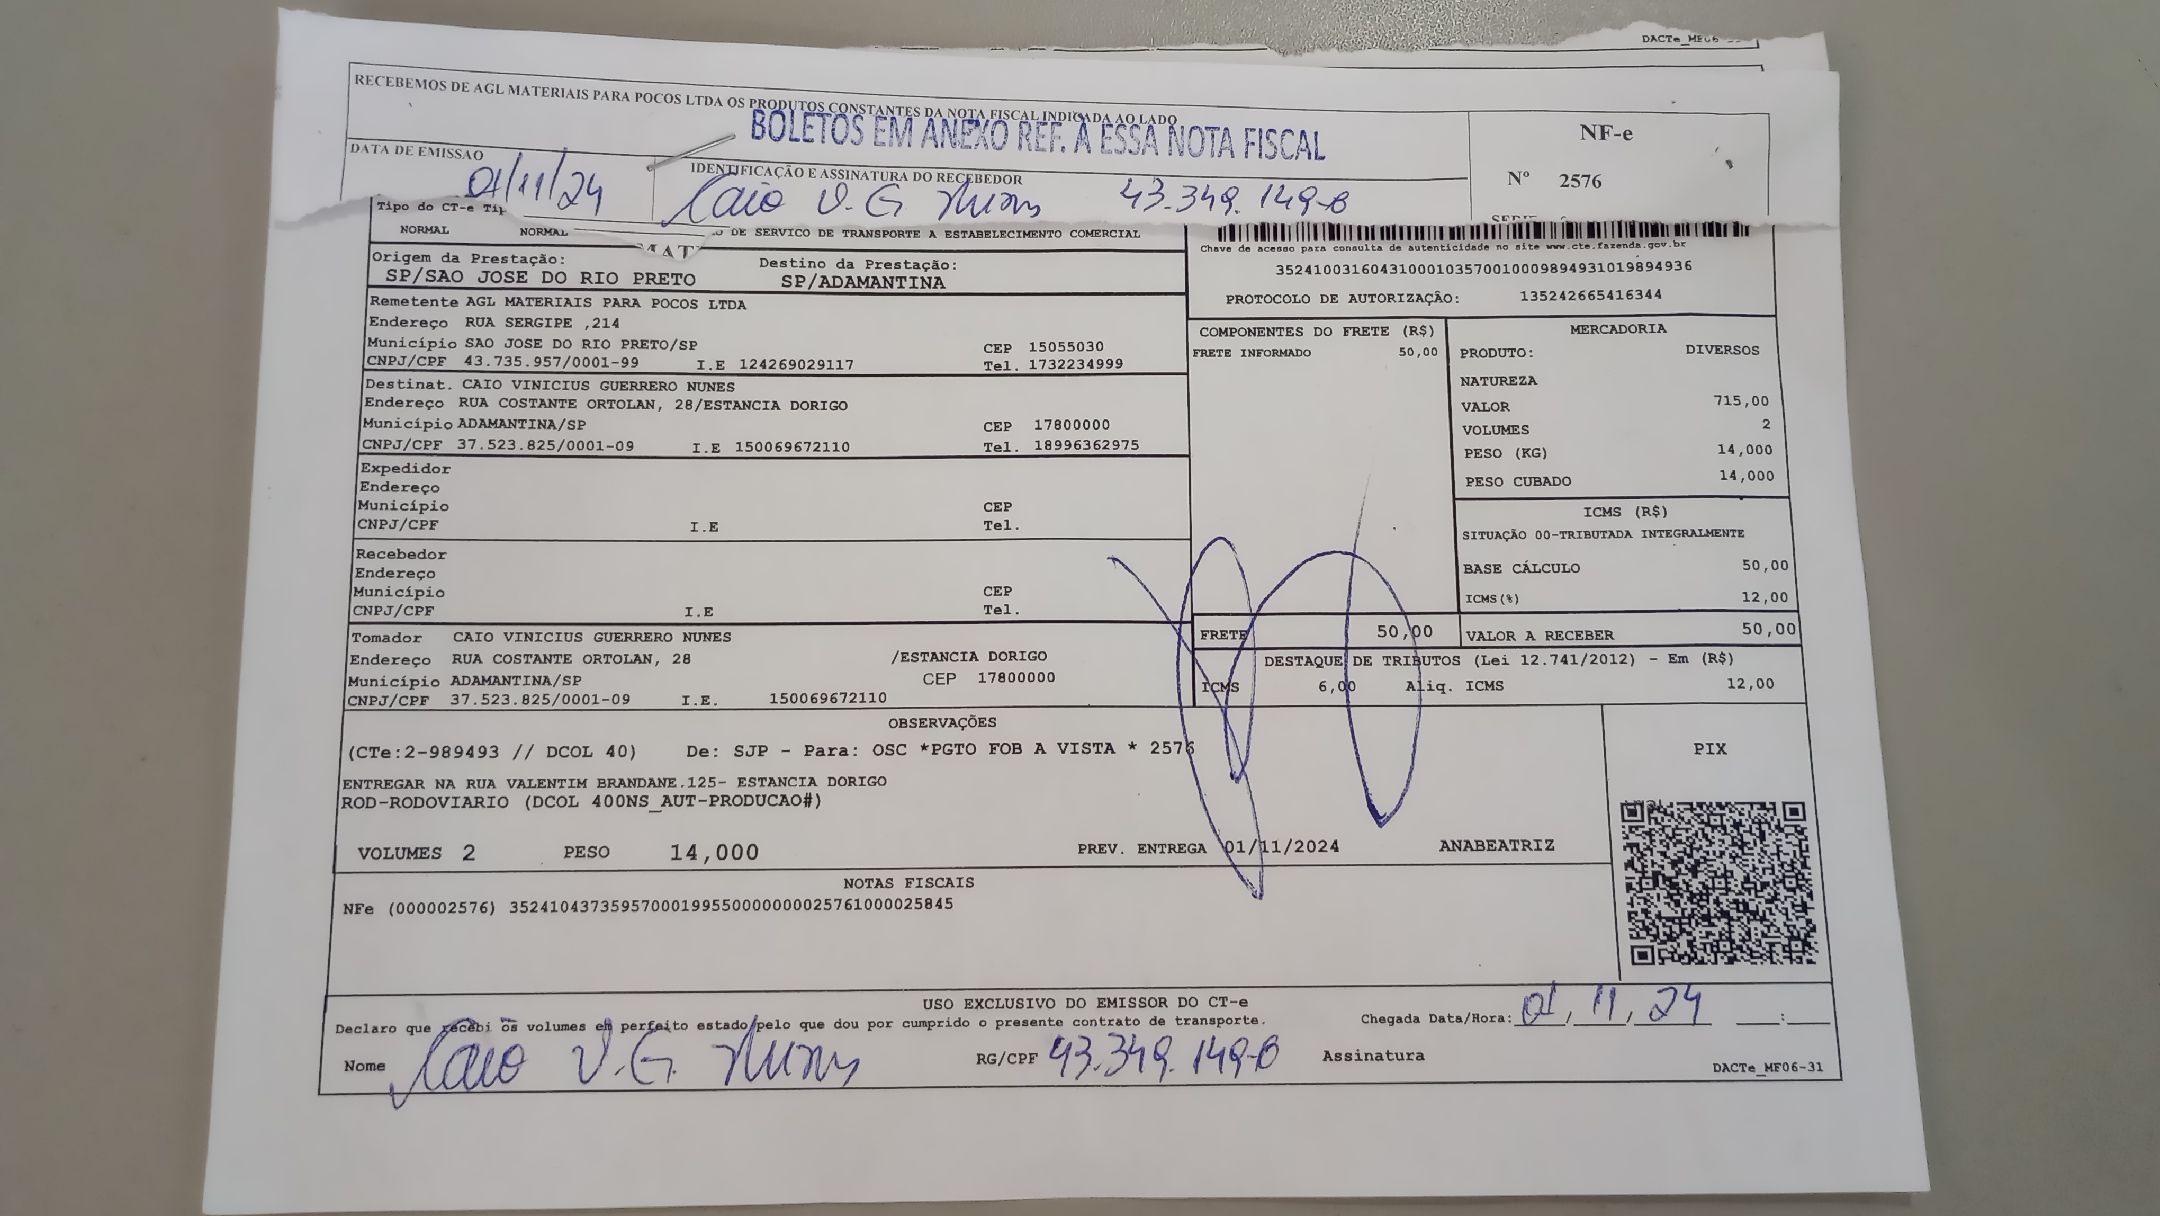 DACTe_MF06
RECEBEMOS DE AGL MATERIAIS PARA POCOS LTDA OS PRODUTOS CONSTANTES DA NOTA FISCAL INDICADA AO LADO
BOLETOS EM ANEXO REF. A ESSA NOTA FISCAL
NF-e
Nº 2576
DATA DE EMISSAO
01/11/24
IDENTIFICAÇÃO E ASSINATURA DO RECEBEDOR
Caio V. G Nunes 43.349.149-8
Tipo do CT-e
NORMAL NORMAL DE SERVICO DE TRANSPORTE A ESTABELECIMENTO COMERCIAL
Chave de acesso para consulta de autenticidade no site www.cte.fazenda.gov.br
35241003160431000103570010009894931019894936
PROTOCOLO DE AUTORIZAÇÃO: 135242665416344
Origem da Prestação: Destino da Prestação:
SP/SAO JOSE DO RIO PRETO SP/ADAMANTINA
Remetente AGL MATERIAIS PARA POCOS LTDA
Endereço RUA SERGIPE ,214
Município SAO JOSE DO RIO PRETO/SP CEP 15055030
CNPJ/CPF 43.735.957/0001-99 I.E 124269029117 Tel. 1732234999
Destinat. CAIO VINICIUS GUERRERO NUNES
Endereço RUA COSTANTE ORTOLAN, 28/ESTANCIA DORIGO
Município ADAMANTINA/SP CEP 17800000
CNPJ/CPF 37.523.825/0001-09 I.E 150069672110 Tel. 18996362975
Expedidor
Endereço
Município CEP
CNPJ/CPF I.E Tel.
Recebedor
Endereço
Município CEP
CNPJ/CPF I.E Tel.
Tomador CAIO VINICIUS GUERRERO NUNES
Endereço RUA COSTANTE ORTOLAN, 28 /ESTANCIA DORIGO
Município ADAMANTINA/SP CEP 17800000
CNPJ/CPF 37.523.825/0001-09 I.E. 150069672110
COMPONENTES DO FRETE (R$)
FRETE INFORMADO 50,00
MERCADORIA
PRODUTO: DIVERSOS
NATUREZA
VALOR 715,00
VOLUMES 2
PESO (KG) 14,000
PESO CUBADO 14,000
ICMS (R$)
SITUAÇÃO 00-TRIBUTADA INTEGRALMENTE
BASE CÁLCULO 50,00
ICMS(%) 12,00
FRETE 50,00 VALOR A RECEBER 50,00
DESTAQUE DE TRIBUTOS (Lei 12.741/2012) - Em (R$)
ICMS 6,00 Aliq. ICMS 12,00
OBSERVAÇÕES
(CTe:2-989493 // DCOL 40) De: SJP - Para: OSC *PGTO FOB A VISTA * 2576
ENTREGAR NA RUA VALENTIM BRANDANE.125- ESTANCIA DORIGO
ROD-RODOVIARIO (DCOL 400NS_AUT-PRODUCAO#)
VOLUMES 2 PESO 14,000 PREV. ENTREGA 01/11/2024 ANABEATRIZ
PIX
NOTAS FISCAIS
NFe (000002576) 35241043735957000199550000000025761000025845
USO EXCLUSIVO DO EMISSOR DO CT-e
Declaro que recebi os volumes em perfeito estado pelo que dou por cumprido o presente contrato de transporte.
Chegada Data/Hora: 01, 11, 24 :
Nome Caio V. G. Nunes RG/CPF 43.349.149-8 Assinatura
DACTe_MF06-31